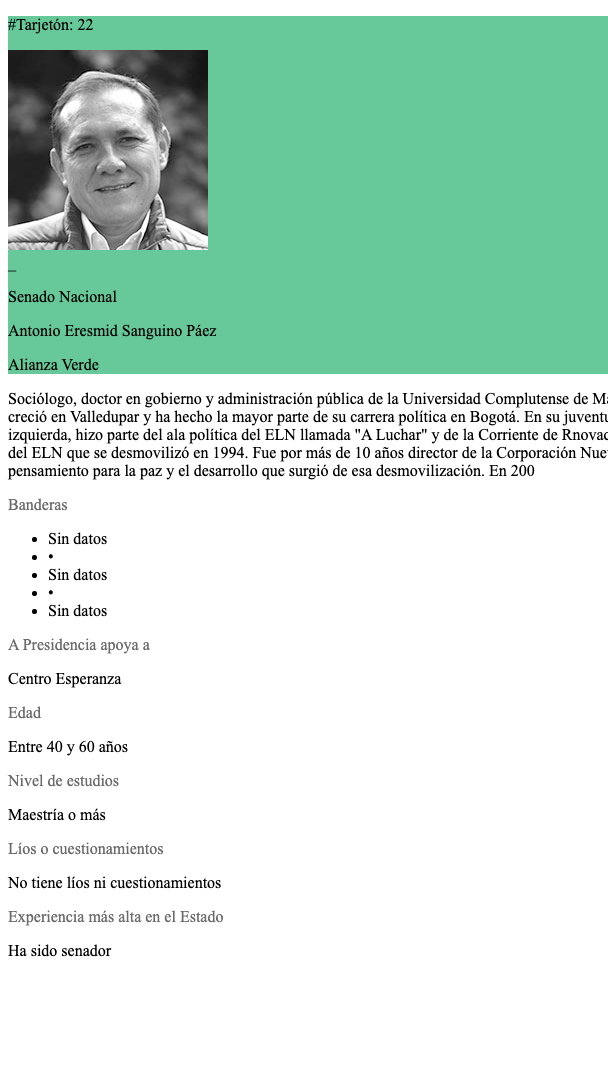 #Tarjetón: 22
_
Senado Nacional
Antonio Eresmid Sanguino Páez
Alianza Verde
Sociólogo, doctor en gobierno y administración pública de la Universidad Complutense de
creció en Valledupar y ha hecho la mayor parte de su carrera política en Bogotá. En su
izquierda, hizo parte del ala política del ELN llamada "A Luchar" y de la Corriente de
del ELN que se desmovilizó en 1994. Fue por más de 10 años director de la Corporación
pensamiento para la paz y el desarrollo que surgió de esa desmovilización. En 200
Banderas
• Sin datos
• •
• Sin datos
• •
• Sin datos
A Presidencia apoya a
Centro Esperanza
Edad
Entre 40 y 60 años
Nivel de estudios
Maestría o más
Líos o cuestionamientos
No tiene líos ni cuestionamientos
Experiencia más alta en el Estado
Ha sido senador